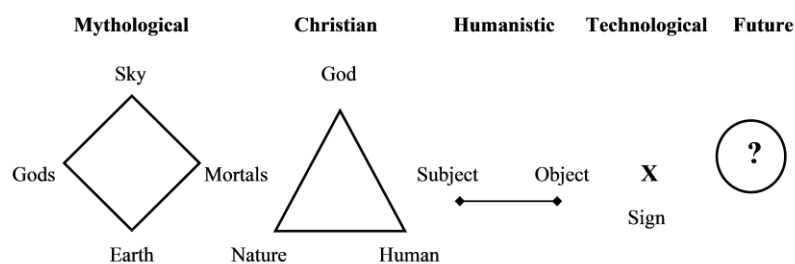 Mythological Christian Humanistic Technological Future
Sky God
?
Gods Mortals Subject Object X
Sign
Earth Nature Human